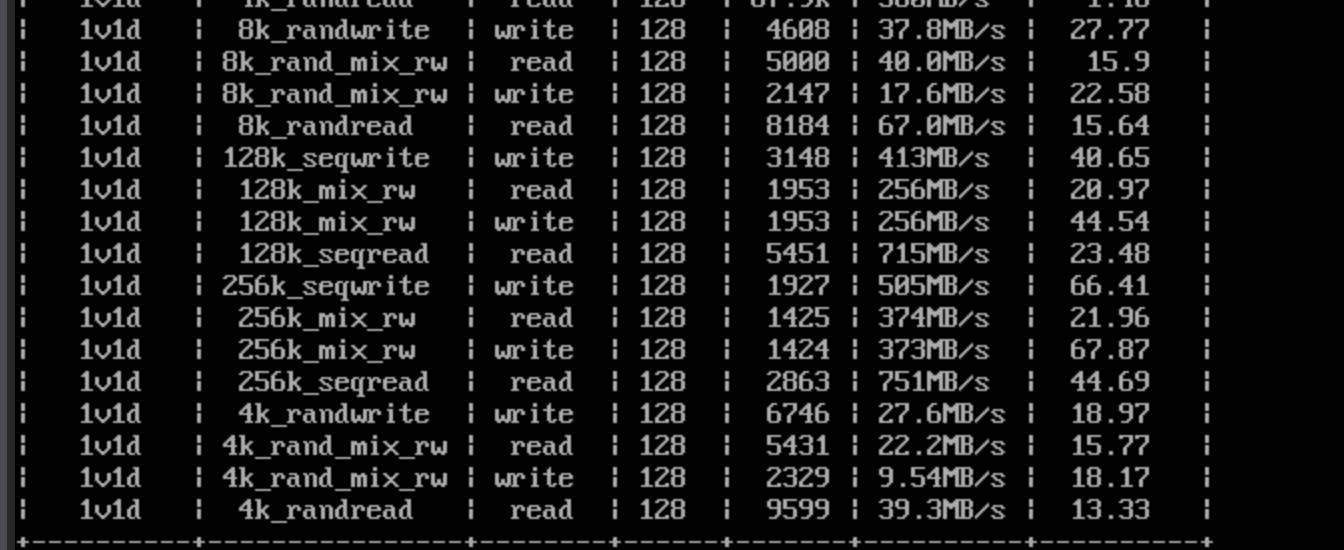 ¦ 1v1d ¦ 4k_randread ¦ read ¦ 128 ¦ ¦ ¦
¦ 1v1d ¦ 8k_randwrite ¦ write ¦ 128 ¦ 4608 ¦ 37.8MB/s ¦ 27.77 ¦
¦ 1v1d ¦ 8k_rand_mix_rw ¦ read ¦ 128 ¦ 5000 ¦ 40.0MB/s ¦ 15.9 ¦
¦ 1v1d ¦ 8k_rand_mix_rw ¦ write ¦ 128 ¦ 2147 ¦ 17.6MB/s ¦ 22.58 ¦
¦ 1v1d ¦ 8k_randread ¦ read ¦ 128 ¦ 8184 ¦ 67.0MB/s ¦ 15.64 ¦
¦ 1v1d ¦ 128k_seqwrite ¦ write ¦ 128 ¦ 3148 ¦ 413MB/s ¦ 40.65 ¦
¦ 1v1d ¦ 128k_mix_rw ¦ read ¦ 128 ¦ 1953 ¦ 256MB/s ¦ 20.97 ¦
¦ 1v1d ¦ 128k_mix_rw ¦ write ¦ 128 ¦ 1953 ¦ 256MB/s ¦ 44.54 ¦
¦ 1v1d ¦ 128k_seqread ¦ read ¦ 128 ¦ 5451 ¦ 715MB/s ¦ 23.48 ¦
¦ 1v1d ¦ 256k_seqwrite ¦ write ¦ 128 ¦ 1927 ¦ 505MB/s ¦ 66.41 ¦
¦ 1v1d ¦ 256k_mix_rw ¦ read ¦ 128 ¦ 1425 ¦ 374MB/s ¦ 21.96 ¦
¦ 1v1d ¦ 256k_mix_rw ¦ write ¦ 128 ¦ 1424 ¦ 373MB/s ¦ 67.87 ¦
¦ 1v1d ¦ 256k_seqread ¦ read ¦ 128 ¦ 2863 ¦ 751MB/s ¦ 44.69 ¦
¦ 1v1d ¦ 4k_randwrite ¦ write ¦ 128 ¦ 6746 ¦ 27.6MB/s ¦ 18.97 ¦
¦ 1v1d ¦ 4k_rand_mix_rw ¦ read ¦ 128 ¦ 5431 ¦ 22.2MB/s ¦ 15.77 ¦
¦ 1v1d ¦ 4k_rand_mix_rw ¦ write ¦ 128 ¦ 2329 ¦ 9.54MB/s ¦ 18.17 ¦
¦ 1v1d ¦ 4k_randread ¦ read ¦ 128 ¦ 9599 ¦ 39.3MB/s ¦ 13.33 ¦